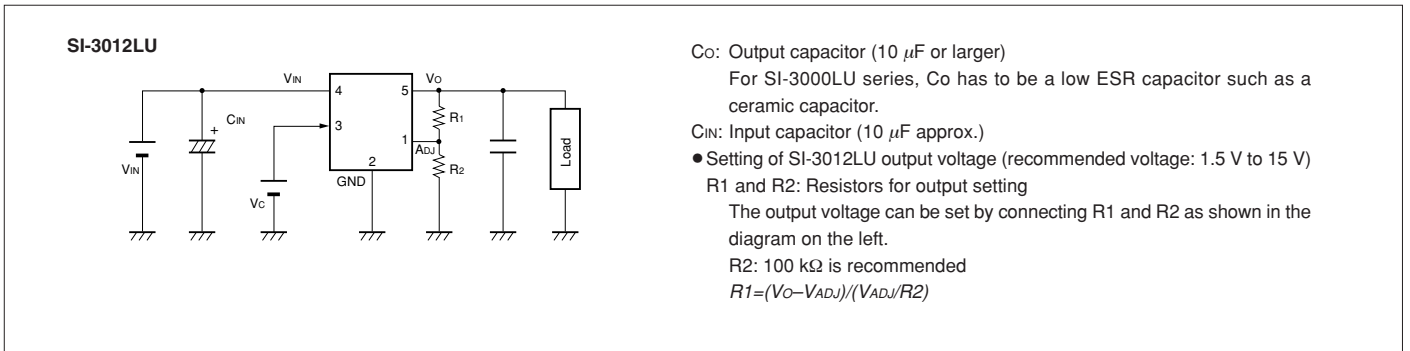 SI-3012LU
VIN
VO
4
5
CIN
+
R1
3
1
ADJ
VIN
2
R2
Load
GND
VC
CO: Output capacitor (10 μF or larger)
For SI-3000LU series, Co has to be a low ESR capacitor such as a
ceramic capacitor.
CIN: Input capacitor (10 μF approx.)
●Setting of SI-3012LU output voltage (recommended voltage: 1.5 V to 15 V)
R1 and R2: Resistors for output setting
The output voltage can be set by connecting R1 and R2 as shown in the
diagram on the left.
R2: 100 kΩ is recommended
R1=(VO–VADJ)/(VADJ/R2)